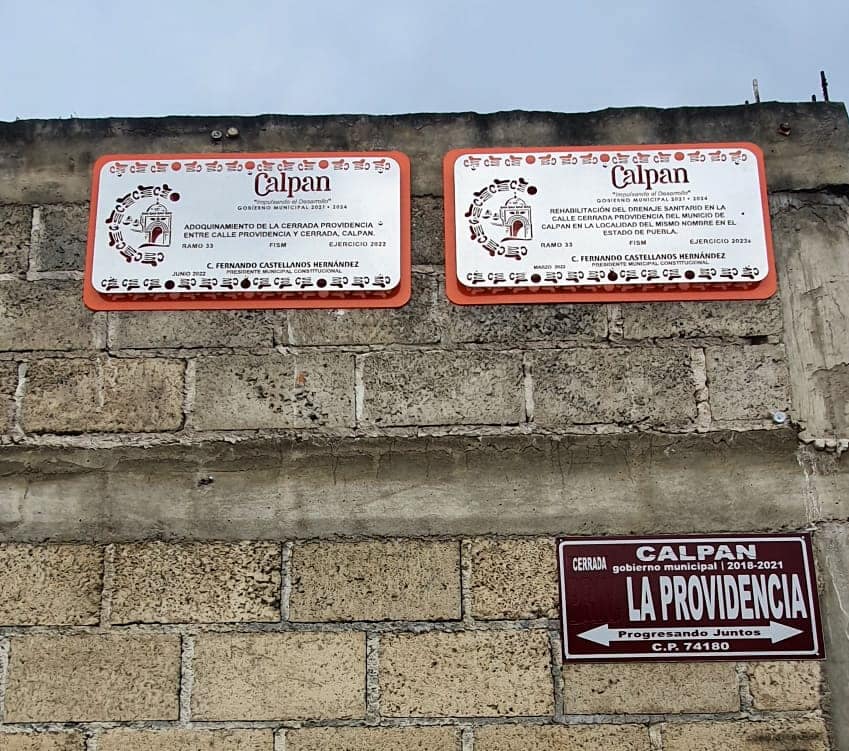 Calpan
"Impulsando el Desarrollo"
GOBIERNO MUNICIPAL 2021 • 2024
ADOQUINAMIENTO DE LA CERRADA PROVIDENCIA
ENTRE CALLE PROVIDENCIA Y CERRADA, CALPAN.
RAMO 33 FISM EJERCICIO 2022
C. FERNANDO CASTELLANOS HERNÁNDEZ
JUNIO 2022 PRESIDENTE MUNICIPAL CONSTITUCIONAL
Calpan
"Impulsando el Desarrollo"
GOBIERNO MUNICIPAL 2021 • 2024
REHABILITACIÓN DEL DRENAJE SANITARIO EN LA
CALLE CERRADA PROVIDENCIA DEL MUNICIO DE
CALPAN EN LA LOCALIDAD DEL MISMO NOMBRE EN EL
ESTADO DE PUEBLA.
RAMO 33 FISM EJERCICIO 2023
C. FERNANDO CASTELLANOS HERNÁNDEZ
MARZO 2023 PRESIDENTE MUNICIPAL CONSTITUCIONAL
CALPAN
CERRADA gobierno municipal | 2018-2021
LA PROVIDENCIA
Progresando Juntos
C.P. 74180